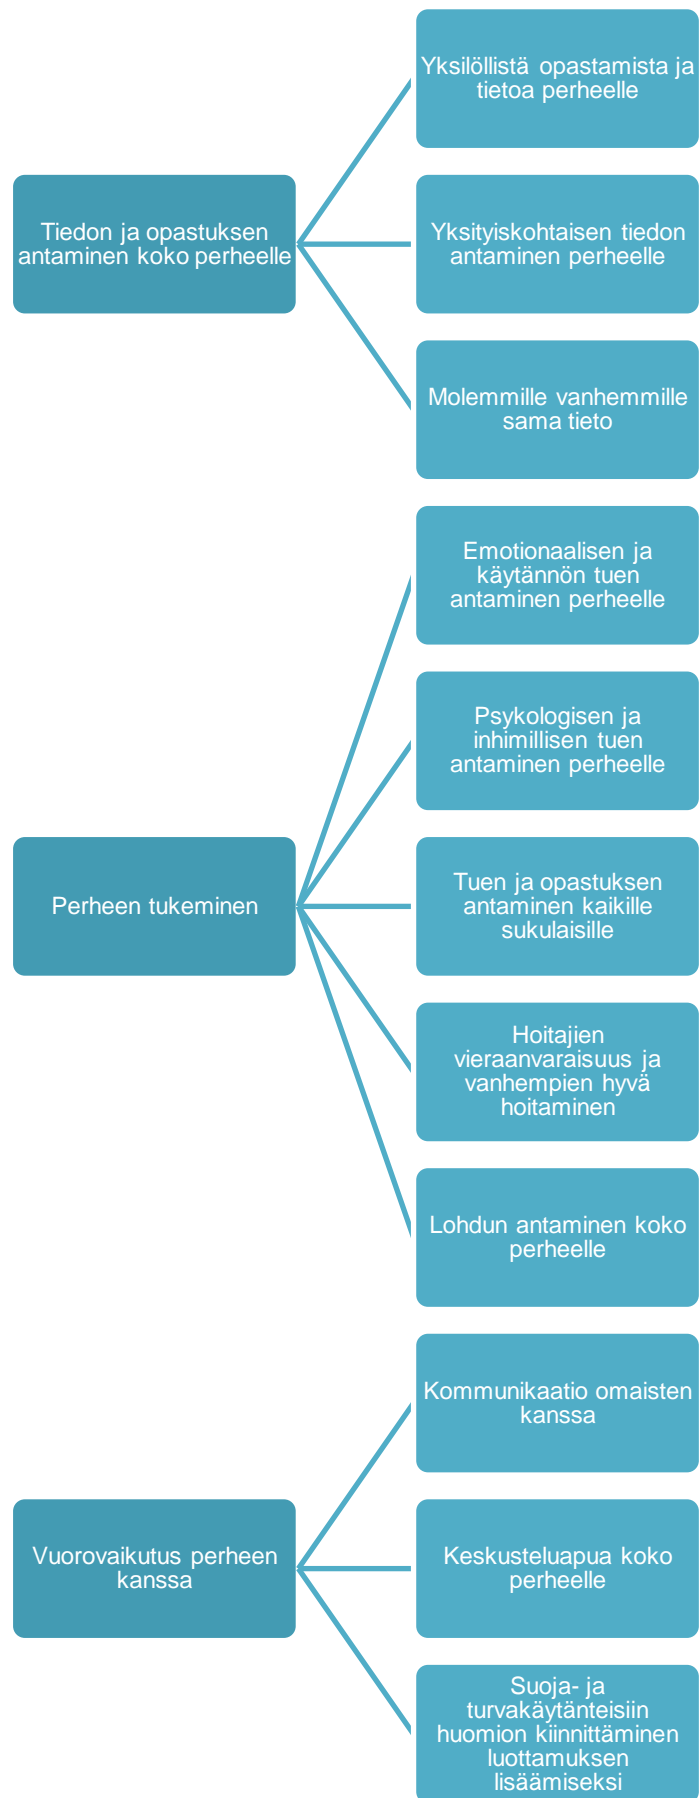 Tiedon ja opastuksen
antaminen koko perheelle
Yksilöllistä opastamista ja
tietoa perheelle
Yksityiskohtaisen tiedon
antaminen perheelle
Molemmille vanhemmille
sama tieto
Perheen tukeminen
Emotionaalisen ja
käytännön tuen
antaminen perheelle
Psykologisen ja
inhimillisen tuen
antaminen perheelle
Tuen ja opastuksen
antaminen kaikille
sukulaisille
Hoitajien
vieraanvaraisuus ja
vanhempien hyvä
hoitaminen
Lohdun antaminen koko
perheelle
Vuorovaikutus perheen
kanssa
Kommunikaatio omaisten
kanssa
Keskusteluapua koko
perheelle
Suoja- ja
turvakäytänteisiin
huomion kiinnittäminen
luottamuksen
lisäämiseksi